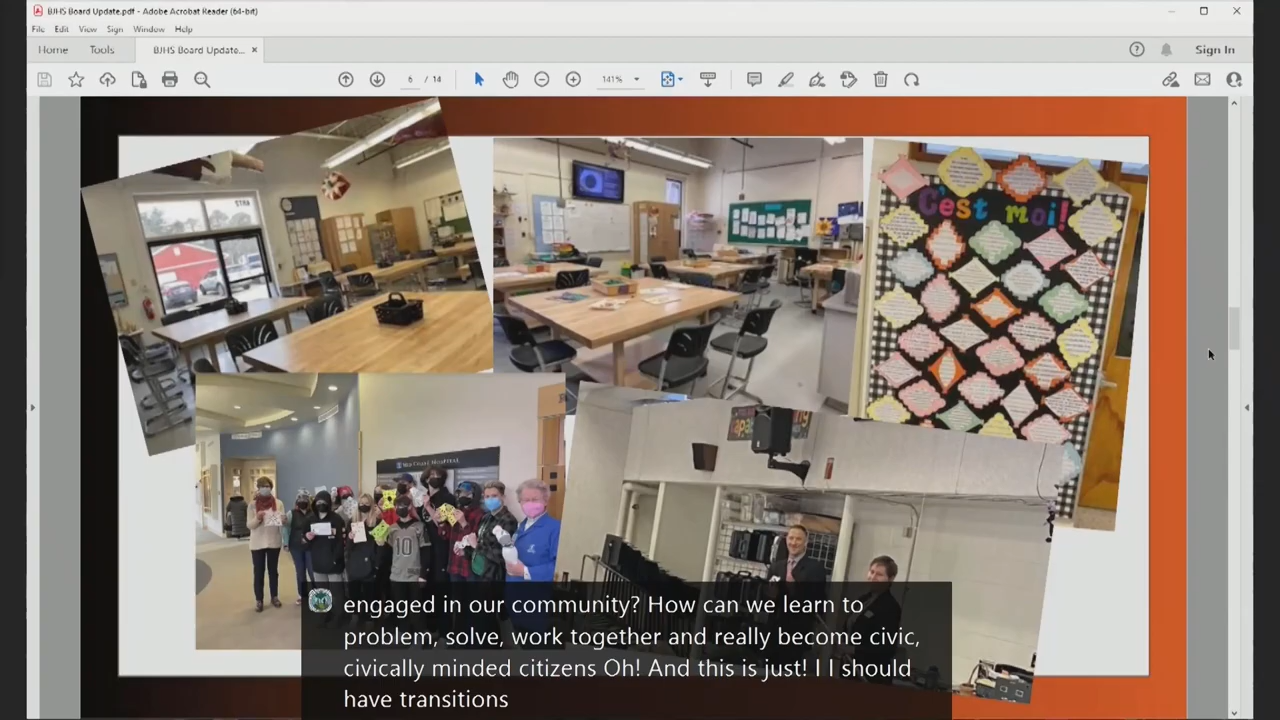 BJHS Board Update.pdf - Adobe Acrobat Reader (64-bit)
File Edit View Sign Window Help
Home Tools BJHS Board Update... ×
Sign In
6 / 14
141%
C'est moi!
engaged in our community? How can we learn to
problem, solve, work together and really become civic,
civically minded citizens Oh! And this is just! I I should
have transitions